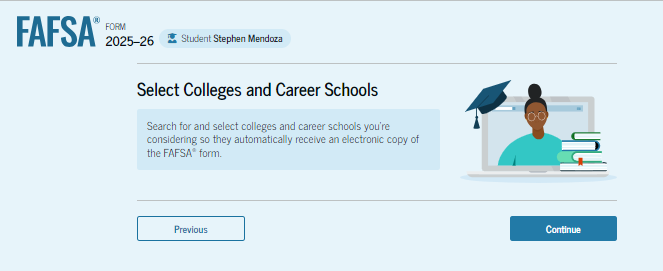 FAFSA® FORM
2025–26
Student Stephen Mendoza
Select Colleges and Career Schools
Search for and select colleges and career schools you're
considering so they automatically receive an electronic copy of
the FAFSA® form.
Previous
Continue